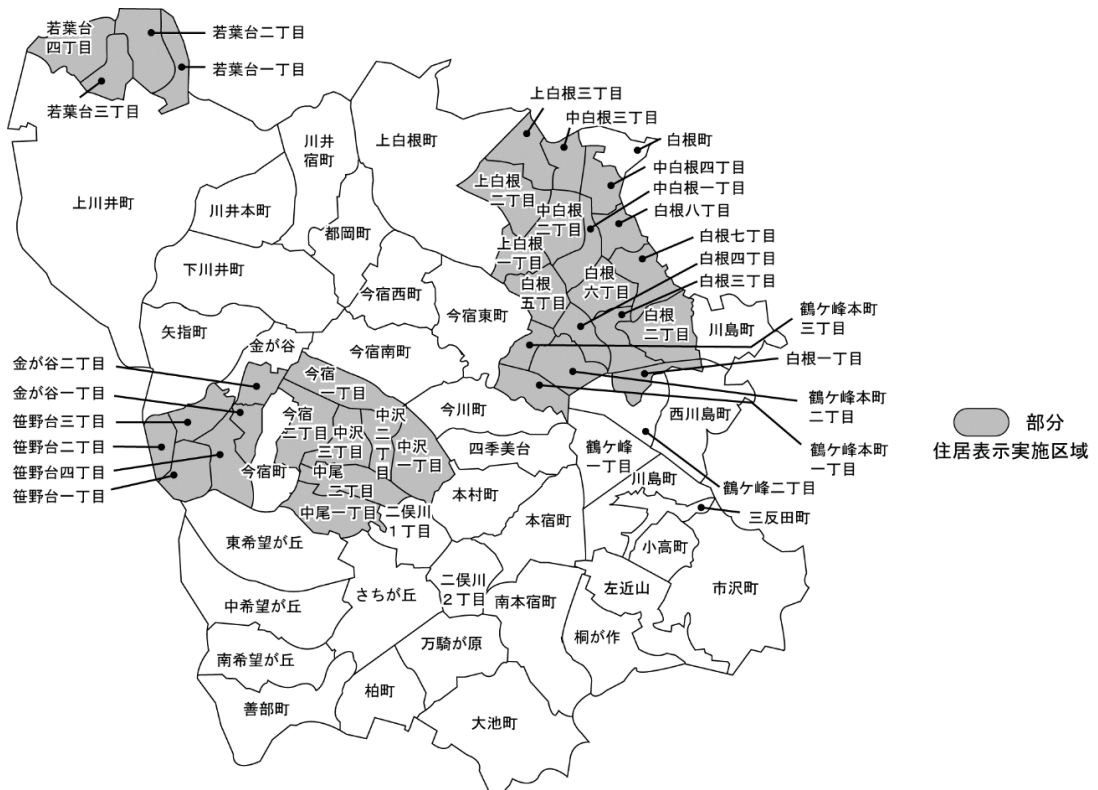 若葉台
四丁目
若葉台二丁目
若葉台一丁目
若葉台三丁目
上白根三丁目
中白根三丁目
白根町
中白根四丁目
中白根一丁目
白根八丁目
白根七丁目
白根四丁目
白根三丁目
川井
宿町
上白根町
上白根
二丁目
中白根
二丁目
上川井町
川井本町
都岡町
上白根
一丁目
下川井町
今宿西町
白根
五丁目
白根
六丁目
今宿東町
白根
二丁目
川島町
鶴ケ峰本町
三丁目
矢指町
金が谷
今宿南町
白根一丁目
金が谷二丁目
金が谷一丁目
笹野台三丁目
笹野台二丁目
笹野台四丁目
笹野台一丁目
今宿
一丁目
今宿
二丁目
中沢
三丁目
中沢
二丁目
中沢
一丁目
今川町
四季美台
鶴ケ峰
一丁目
西川島町
鶴ケ峰本町
二丁目
鶴ケ峰本町
一丁目
部分
住居表示実施区域
今宿町
中尾
二丁目
中尾一丁目
二俣川
1丁目
本村町
川島町
鶴ケ峰二丁目
本宿町
三反田町
東希望が丘
小高町
中希望が丘
さちが丘
二俣川
2丁目
南本宿町
左近山
市沢町
南希望が丘
万騎が原
桐が作
善部町
柏町
大池町